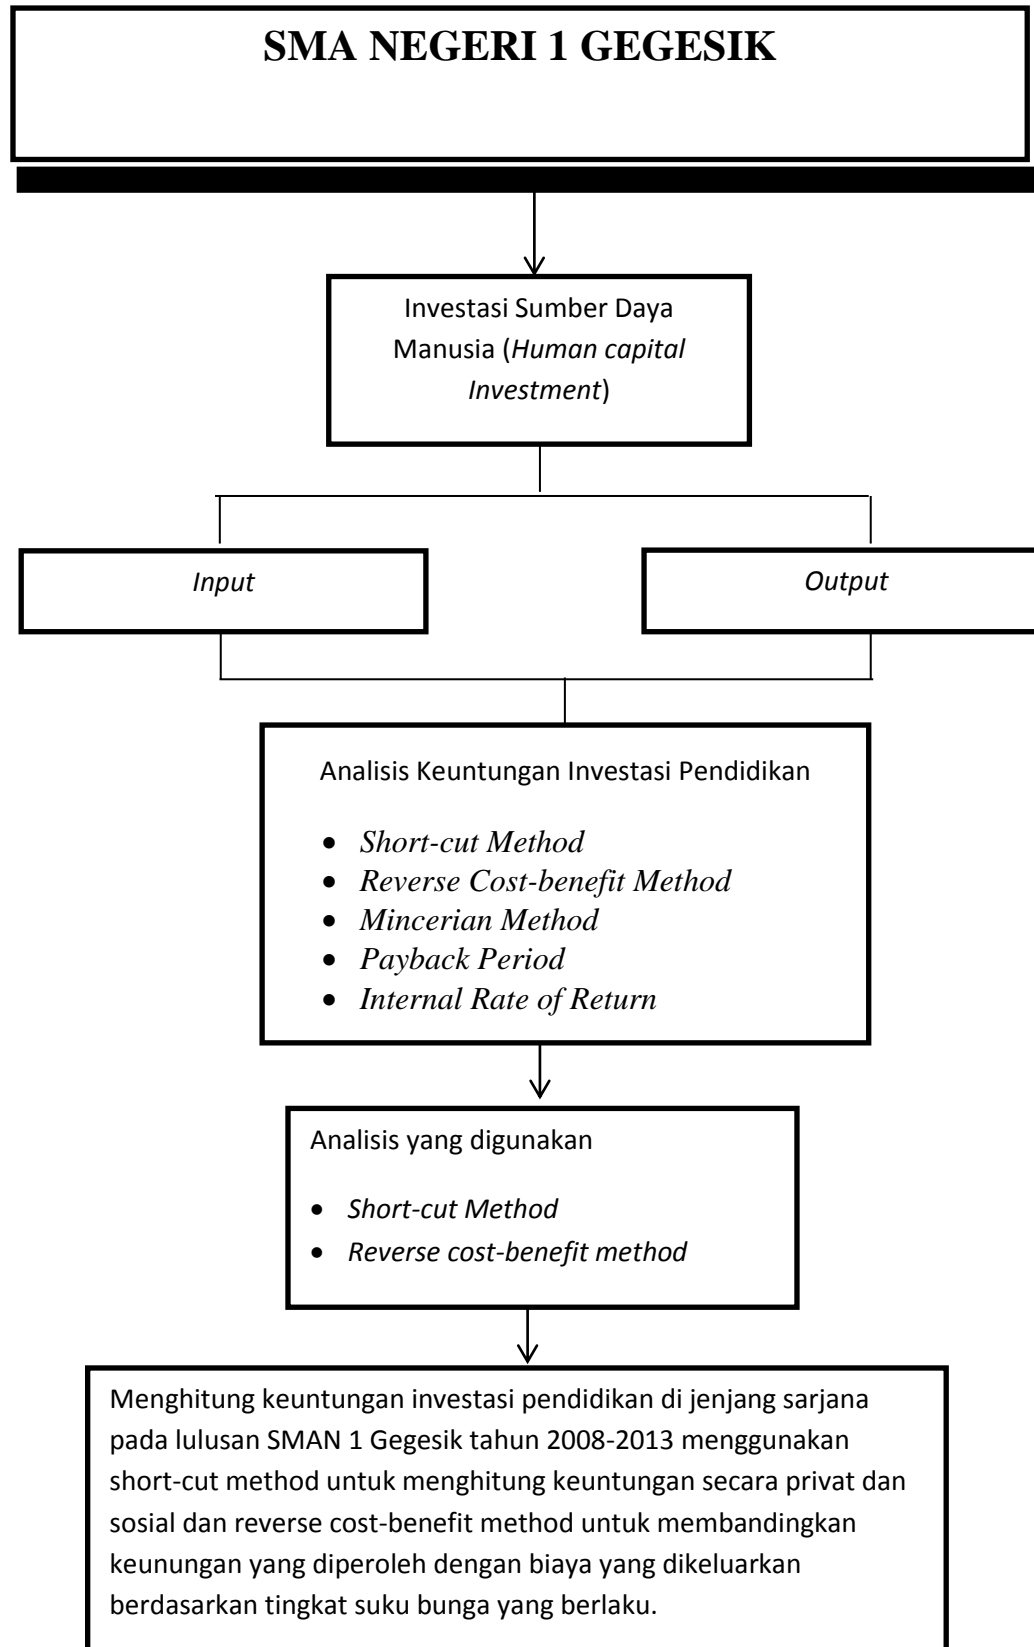 SMA NEGERI 1 GEGESIK
Investasi Sumber Daya
Manusia (Human capital
Investment)
Input
Output
Analisis Keuntungan Investasi Pendidikan
• Short-cut Method
• Reverse Cost-benefit Method
• Mincerian Method
• Payback Period
• Internal Rate of Return
Analisis yang digunakan
• Short-cut Method
• Reverse cost-benefit method
Menghitung keuntungan investasi pendidikan di jenjang sarjana
pada lulusan SMAN 1 Gegesik tahun 2008-2013 menggunakan
short-cut method untuk menghitung keuntungan secara privat dan
sosial dan reverse cost-benefit method untuk membandingkan
keunungan yang diperoleh dengan biaya yang dikeluarkan
berdasarkan tingkat suku bunga yang berlaku.